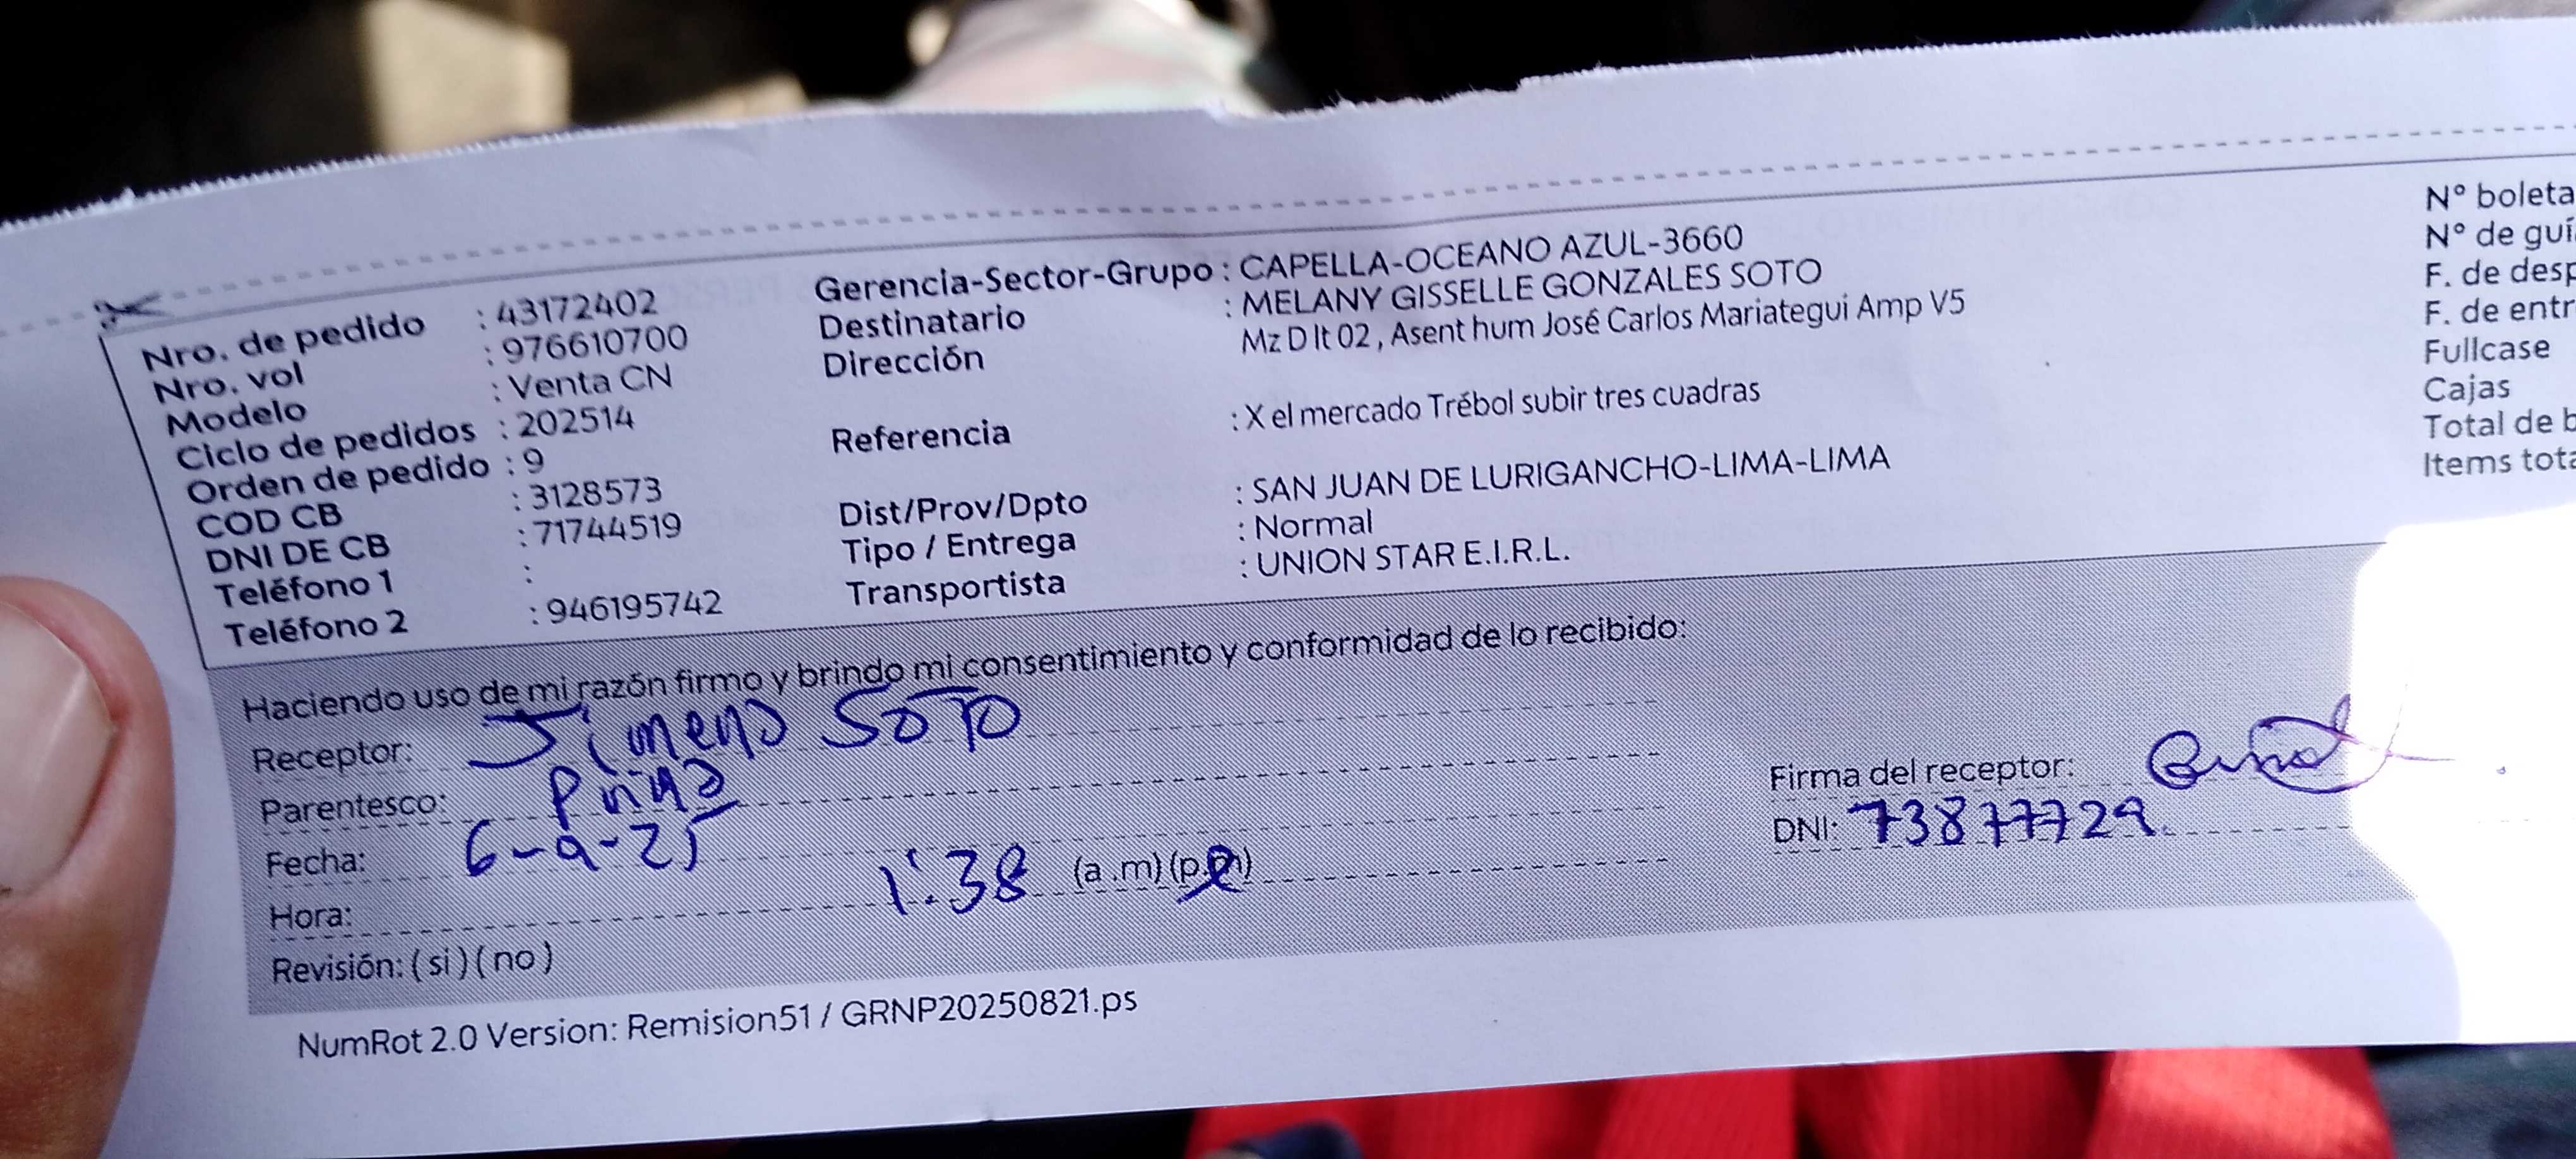 Nro. de pedido : 43172402
Nro. vol : 976610700
Modelo : Venta CN
Ciclo de pedidos : 202514
Orden de pedido : 9
COD CB : 3128573
DNI DE CB : 71744519
Teléfono 1 :
Teléfono 2 : 946195742
Gerencia-Sector-Grupo : CAPELLA-OCEANO AZUL-3660
Destinatario : MELANY GISSELLE GONZALES SOTO
Dirección Mz D lt 02 , Asent hum José Carlos Mariategui Amp V5
Referencia : X el mercado Trébol subir tres cuadras
Dist/Prov/Dpto : SAN JUAN DE LURIGANCHO-LIMA-LIMA
Tipo / Entrega : Normal
Transportista : UNION STAR E.I.R.L.
N° boleta
N° de guí
F. de desp
F. de entr
Fullcase
Cajas
Total de b
Items tota
Haciendo uso de mi razón firmo y brindo mi consentimiento y conformidad de lo recibido:
Receptor: Jimena SOTO
Parentesco: Prima
Fecha: 6-9-25
Hora: 1:38 (a .m) (p.m)
Revisión: ( si ) ( no )
Firma del receptor:
DNI: 73877729
NumRot 2.0 Version: Remision51 / GRNP20250821.ps